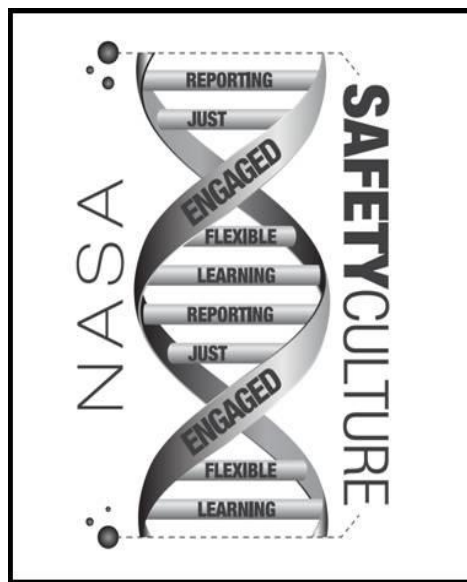 NASA
REPORTING
JUST
ENGAGED
FLEXIBLE
LEARNING
REPORTING
JUST
ENGAGED
FLEXIBLE
LEARNING
SAFETYCULTURE